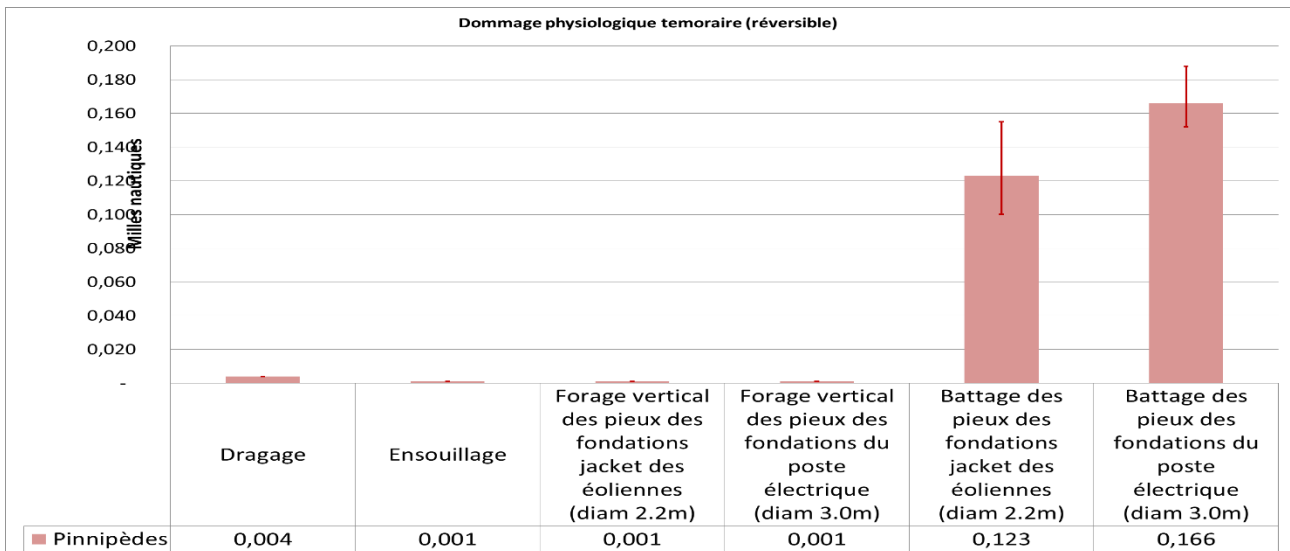 Dommage physiologique temoraire (réversible)
Milles nautiques
0,200
0,180
0,160
0,140
0,120
0,100
0,080
0,060
0,040
0,020
-
Dragage
Ensouillage
Forage vertical
des pieux des
fondations
jacket des
éoliennes
(diam 2.2m)
Forage vertical
des pieux des
fondations du
poste
électrique
(diam 3.0m)
Battage des
pieux des
fondations
jacket des
éoliennes
(diam 2.2m)
Battage des
pieux des
fondations du
poste
électrique
(diam 3.0m)
Pinnipèdes 0,004 0,001 0,001 0,001 0,123 0,166